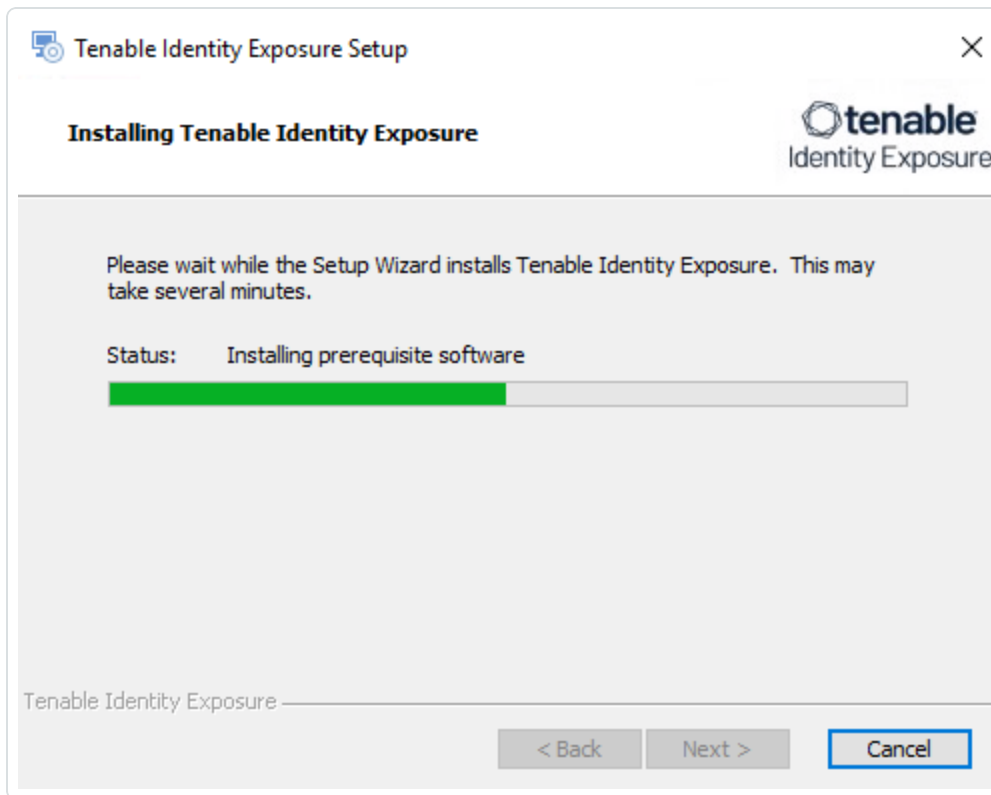 Tenable Identity Exposure Setup
Installing Tenable Identity Exposure
tenable
Identity Exposure
Please wait while the Setup Wizard installs Tenable Identity Exposure. This may
take several minutes.
Status: Installing prerequisite software
Tenable Identity Exposure
< Back Next > Cancel